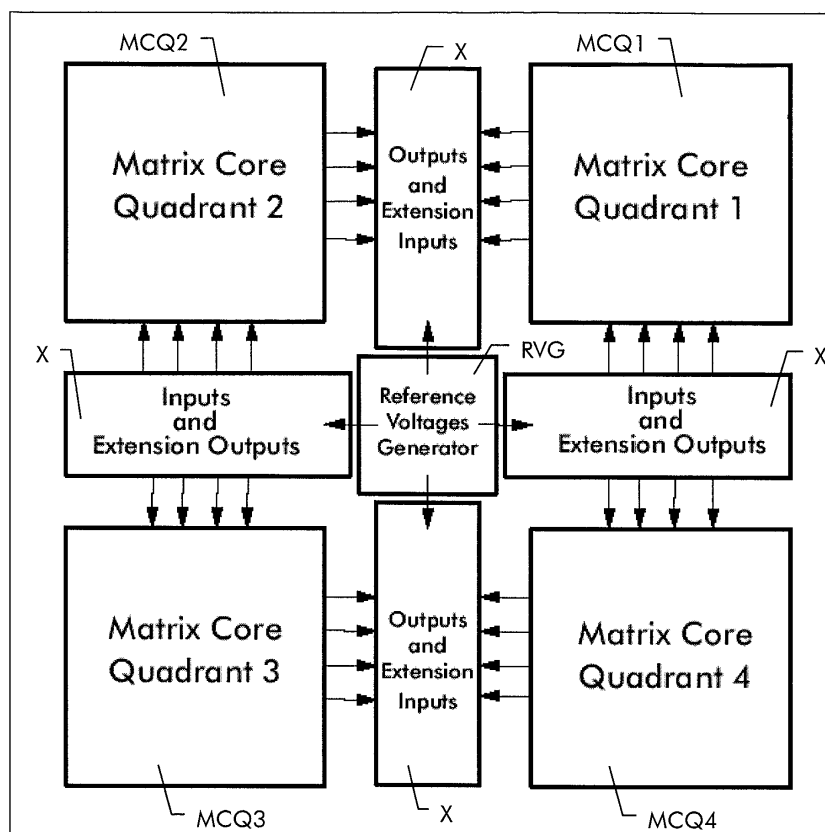 MCQ2
X
MCQ1
Matrix Core
Quadrant 2
Outputs
and
Extension
Inputs
Matrix Core
Quadrant 1
X
RVG
X
Inputs
and
Extension Outputs
Reference
Voltages
Generator
Inputs
and
Extension Outputs
Matrix Core
Quadrant 3
Outputs
and
Extension
Inputs
Matrix Core
Quadrant 4
MCQ3
X
MCQ4